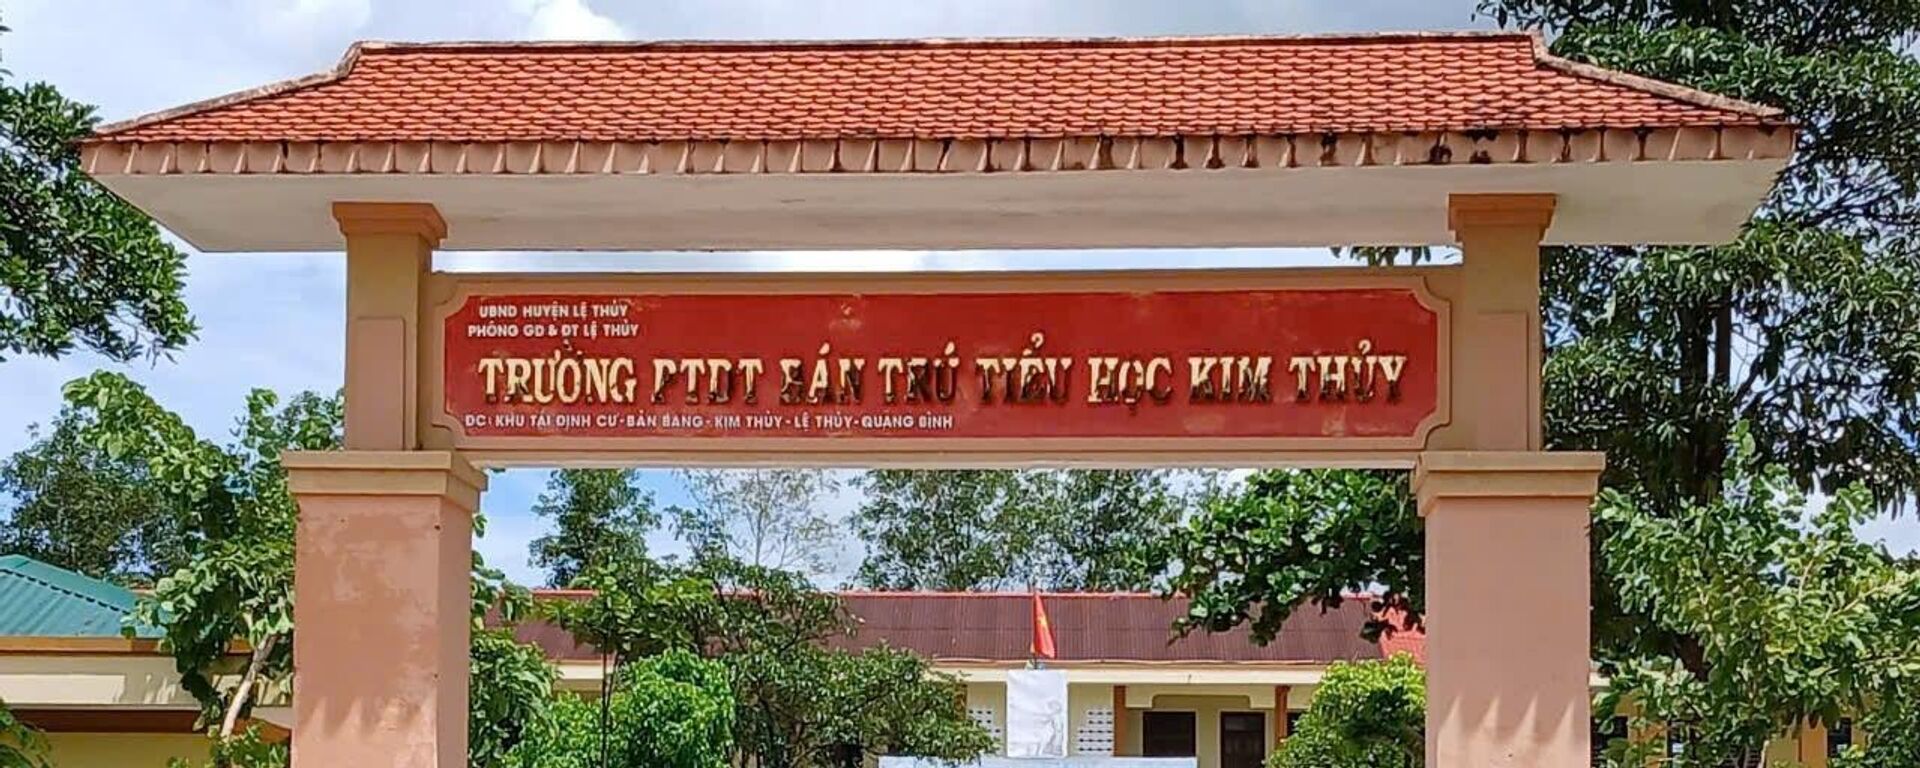 UBND HUYỆN LỆ THỦY
PHÒNG GD & ĐT LỆ THỦY
TRƯỜNG PTDT BÁN TRÚ TIỂU HỌC KIM THỦY
ĐC: KHU TÁI ĐỊNH CƯ - BẢN BANG - KIM THỦY - LỆ THỦY - QUẢNG BÌNH